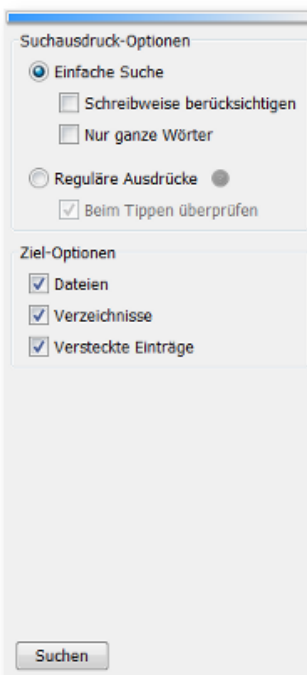 Suchausdruck-Optionen
Einfache Suche
Schreibweise berücksichtigen
Nur ganze Wörter
Reguläre Ausdrücke
Beim Tippen überprüfen
Ziel-Optionen
Dateien
Verzeichnisse
Versteckte Einträge
Suchen